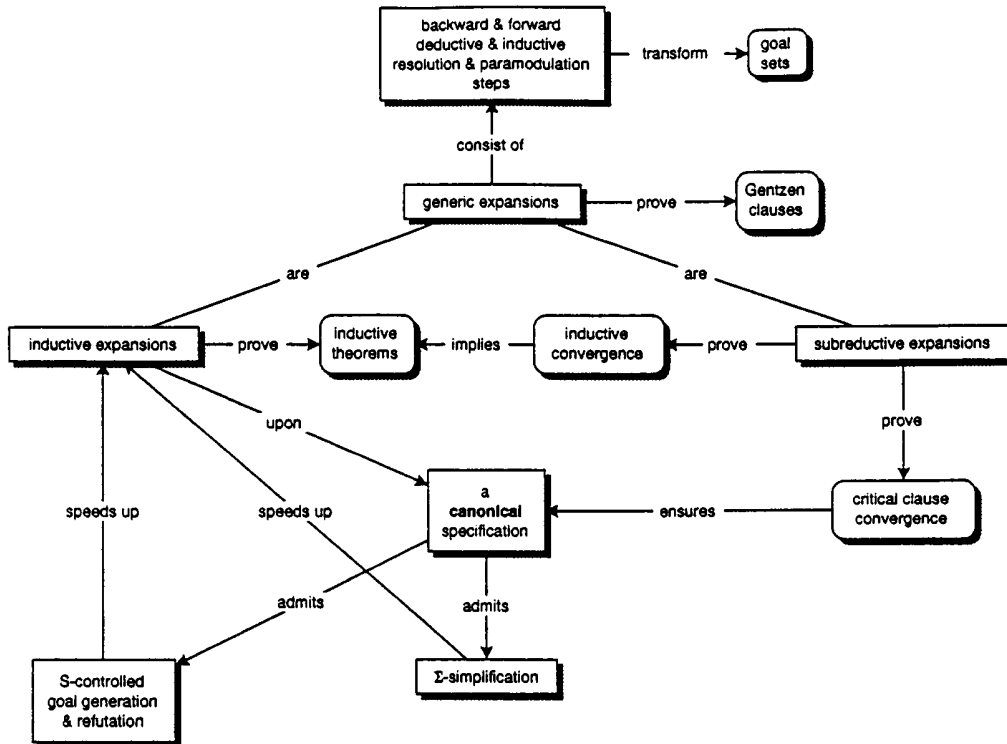 backward & forward
deductive & inductive
resolution & paramodulation
steps
transform
goal
sets
consist of
generic expansions
prove
Gentzen
clauses
are
are
inductive expansions
prove
inductive
theorems
implies
inductive
convergence
prove
subreductive expansions
upon
prove
a
canonical
specification
speeds up
speeds up
ensures
critical clause
convergence
admits
admits
S-controlled
goal generation
& refutation
Σ-simplification